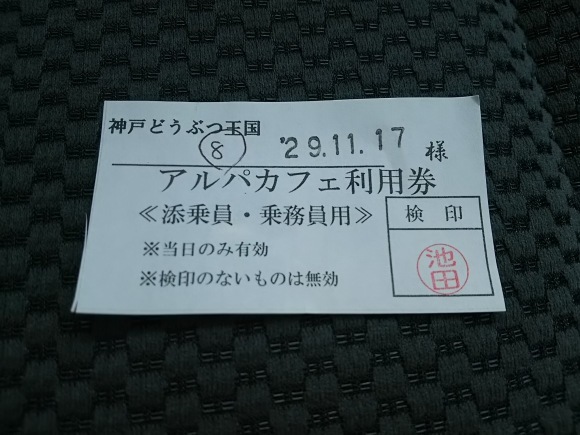 神戸どうぶつ王国
⑧ '29.11.17 様
アルパカフェ利用券
≪添乗員・乗務員用≫
※当日のみ有効
※検印のないものは無効
検印
池田